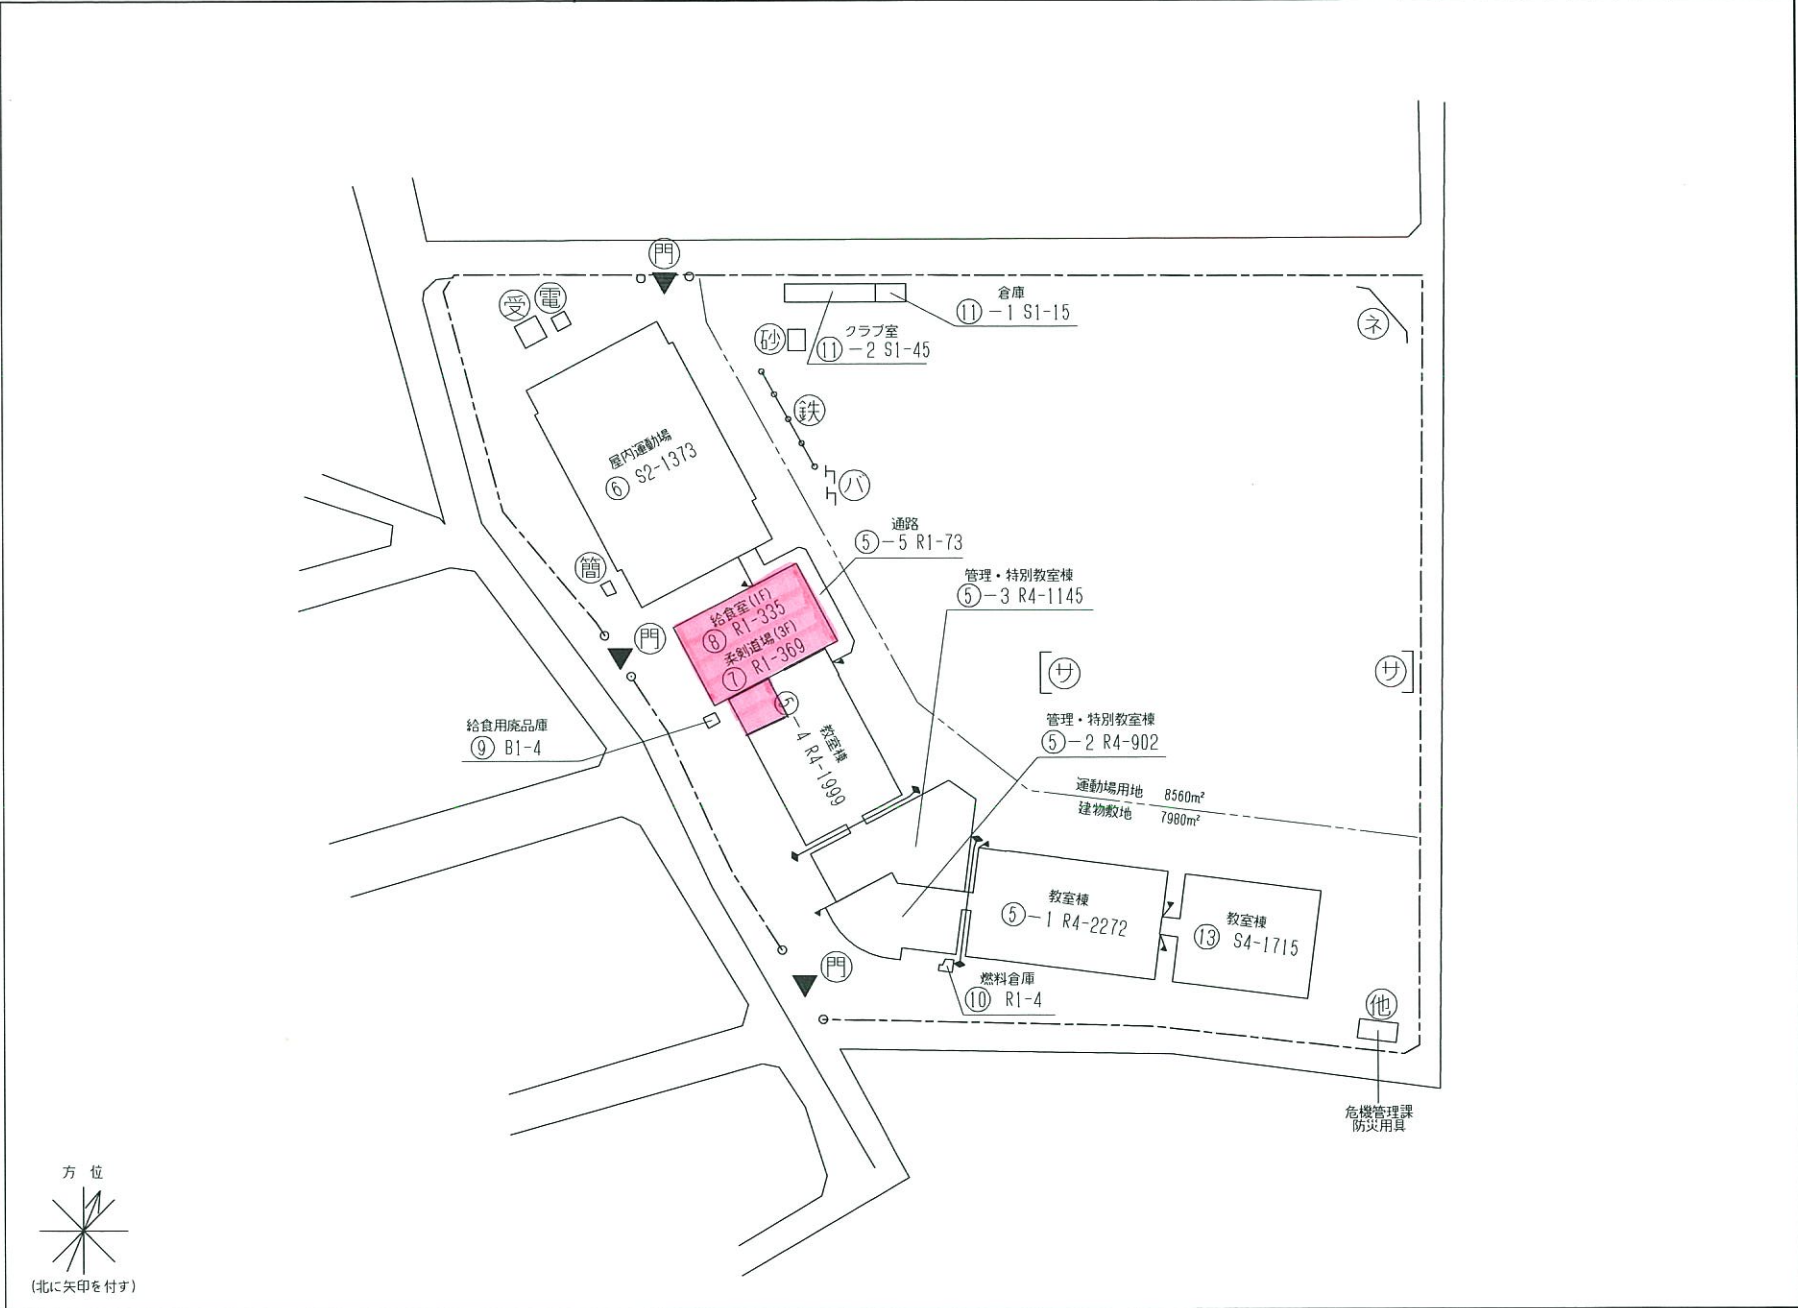 門
受
電
倉庫
⑪-1 S1-15
ネ
砂
クラブ室
⑪-2 S1-45
鉄
屋内運動場
⑥ S2-1373
バ
通路
⑤-5 R1-73
簡
管理・特別教室棟
⑤-3 R4-1145
給食室(1F)
⑧ R1-335
門
柔剣道場(3F)
⑦ R1-369
サ
サ
給食用廃品庫
⑨ B1-4
教室棟
⑤-4 R4-1999
管理・特別教室棟
⑤-2 R4-902
運動場用地 8560m²
建物敷地 7980m²
教室棟
⑤-1 R4-2272
教室棟
⑬ S4-1715
門
燃料倉庫
⑩ R1-4
他
危機管理課
防災用具
方 位
(北に矢印を付す)